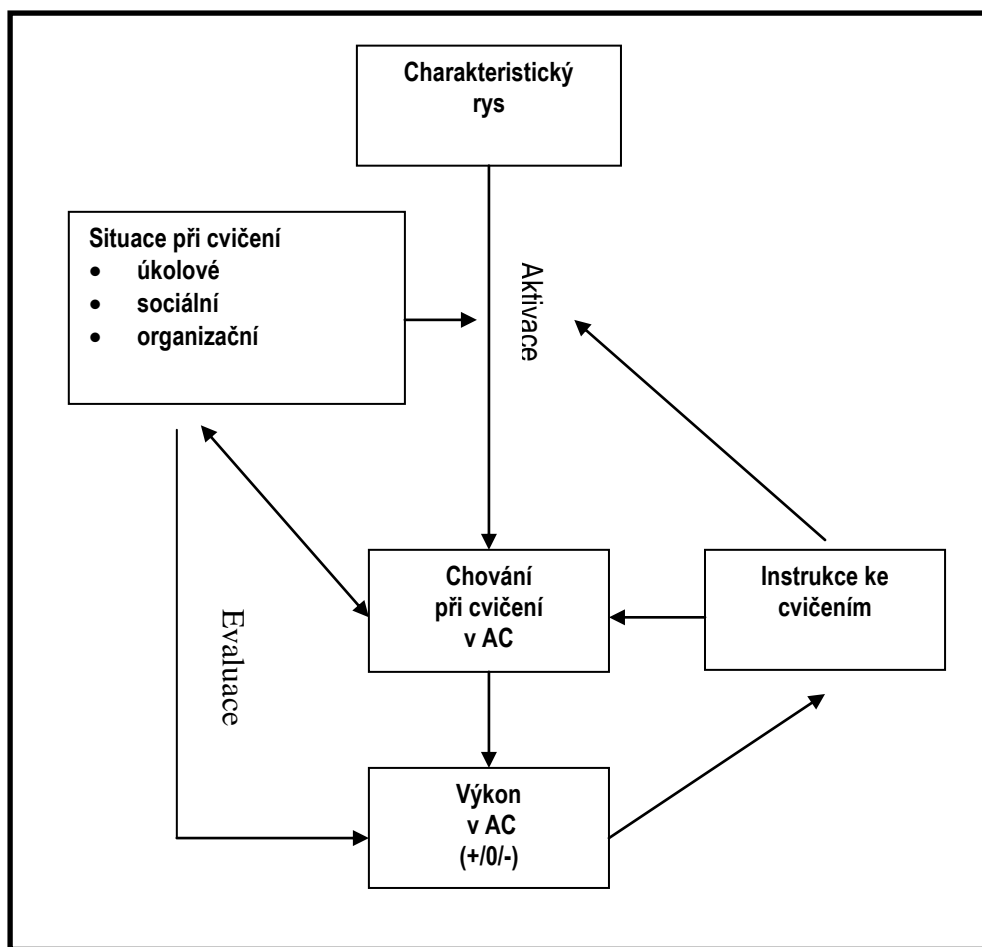 Charakteristický
rys
Situace při cvičení
• úkolové
• sociální
• organizační
Aktivace
Chování
při cvičení
v AC
Instrukce ke
cvičením
Evaluace
Výkon
v AC
(+/0/-)